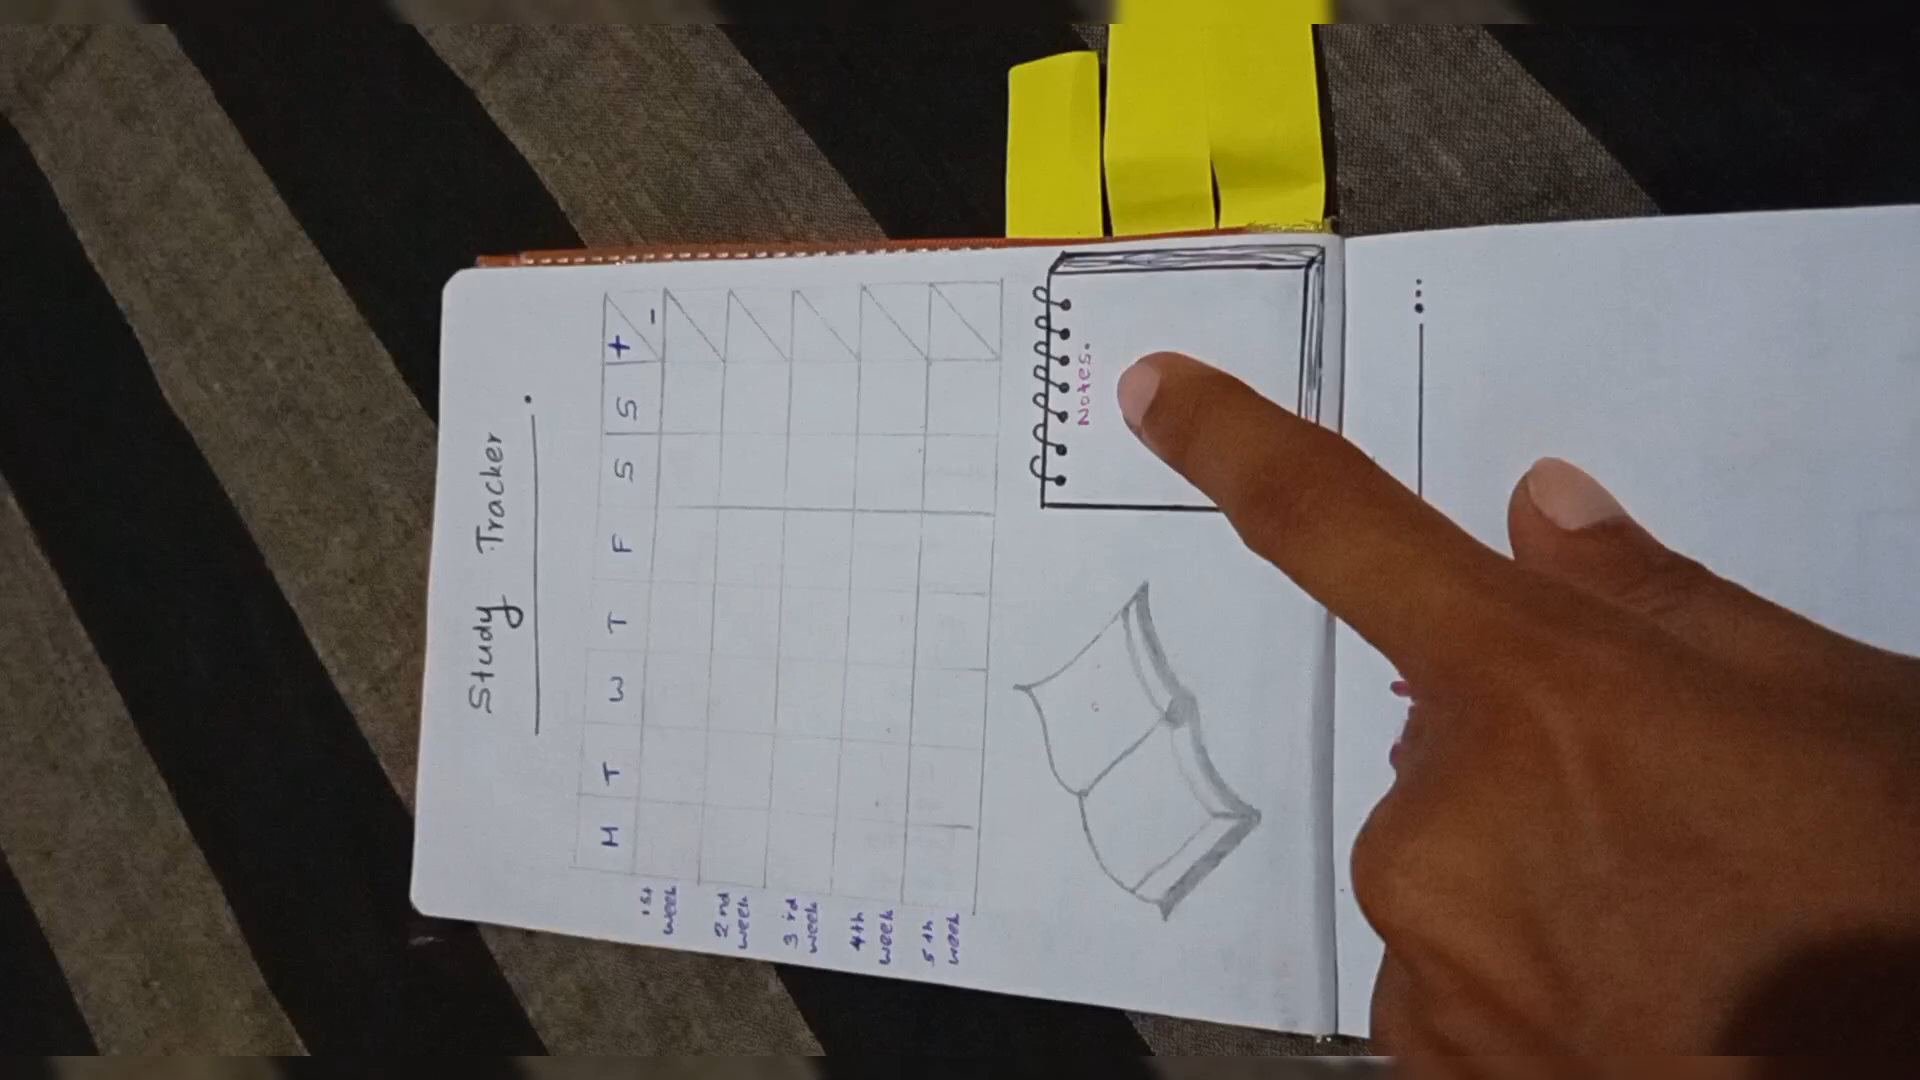 Study Tracker
M T W T F S S + -
1st
week
2nd
week
3rd
week
4th
week
5th
week
Notes.